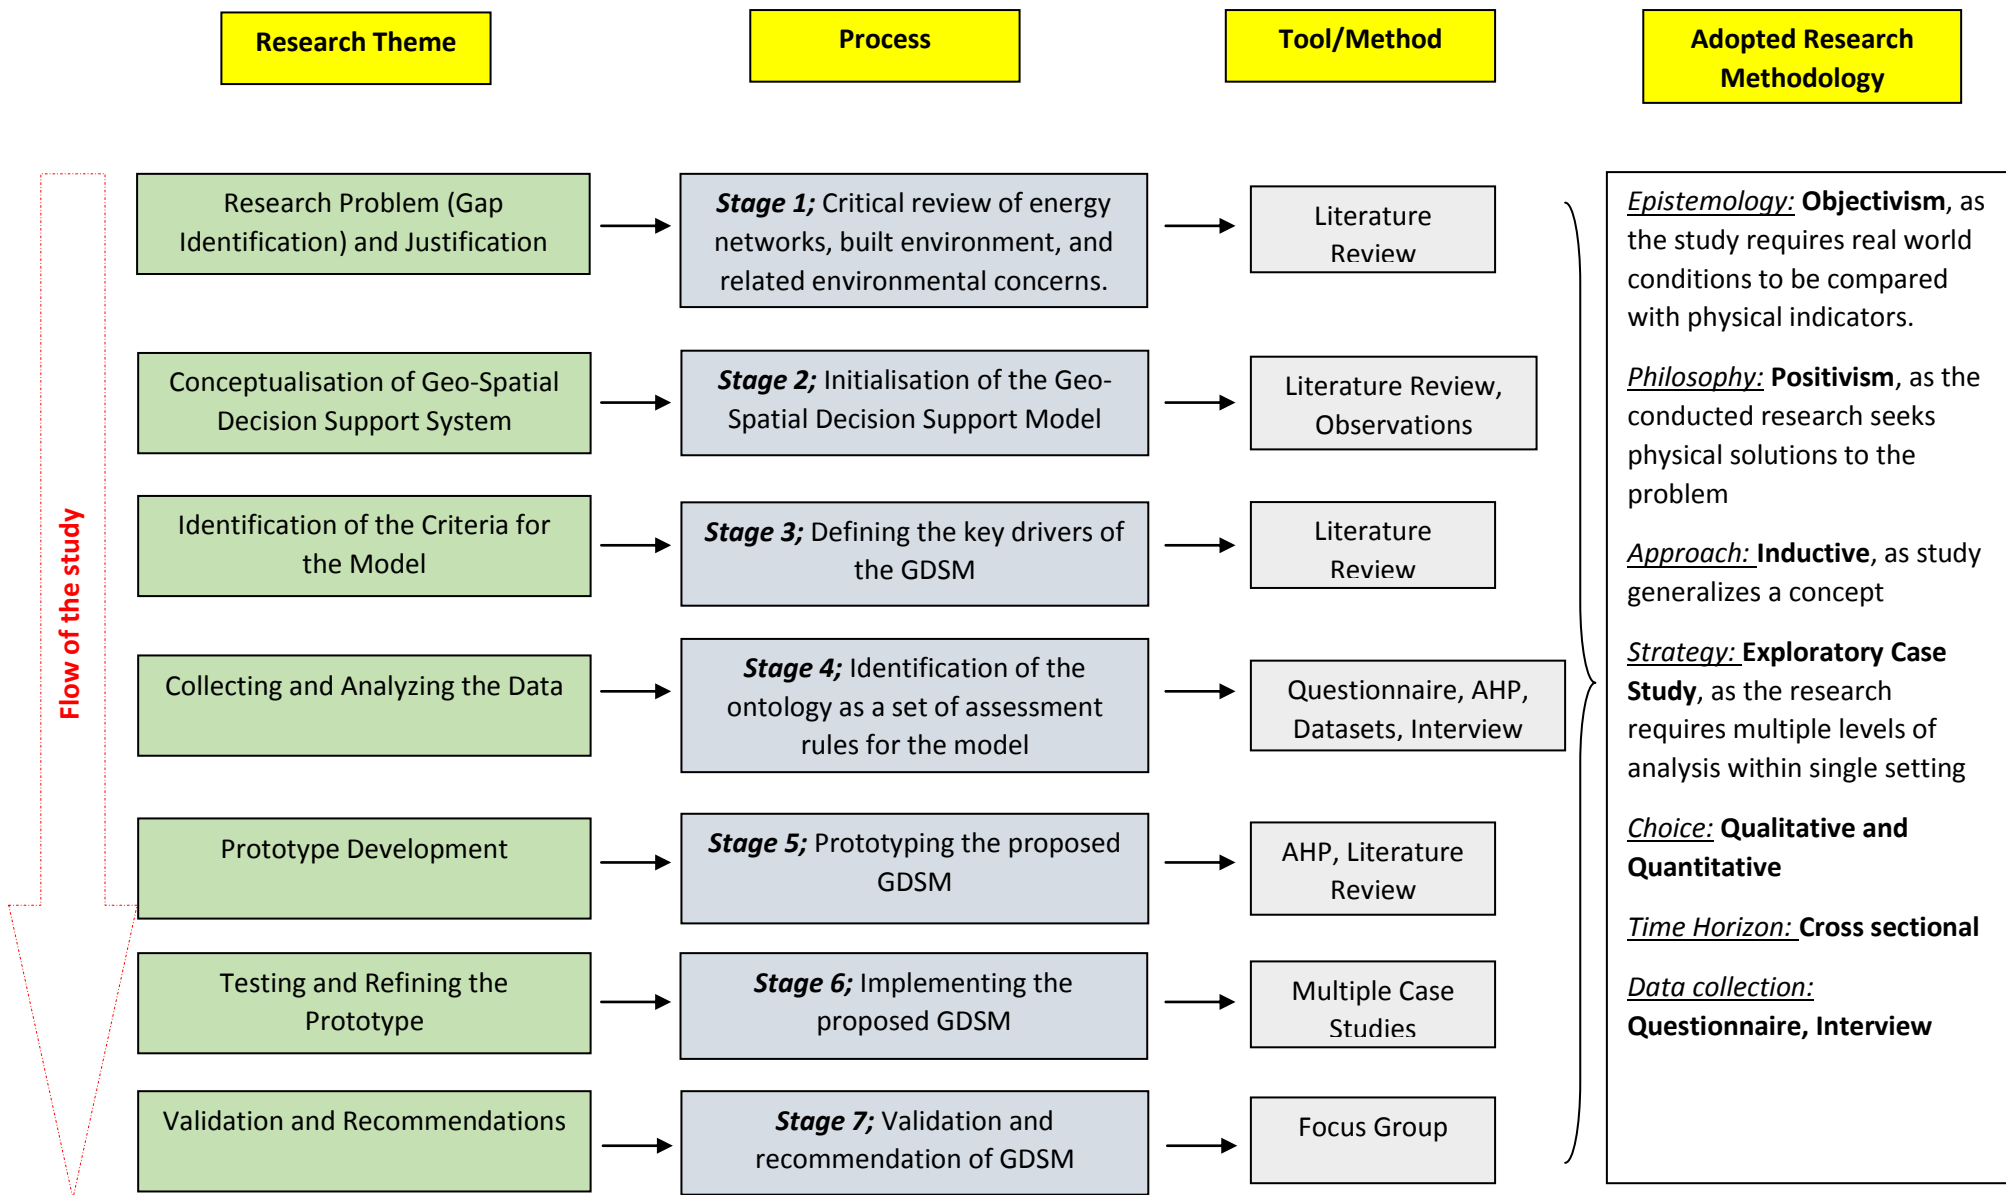 Research Theme
Process
Tool/Method
Adopted Research
Methodology
Flow of the study
Research Problem (Gap
Identification) and Justification
Stage 1; Critical review of energy
networks, built environment, and
related environmental concerns.
Literature
Review
Conceptualisation of Geo-Spatial
Decision Support System
Stage 2; Initialisation of the Geo-
Spatial Decision Support Model
Literature Review,
Observations
Identification of the Criteria for
the Model
Stage 3; Defining the key drivers of
the GDSM
Literature
Review
Collecting and Analyzing the Data
Stage 4; Identification of the
ontology as a set of assessment
rules for the model
Questionnaire, AHP,
Datasets, Interview
Prototype Development
Stage 5; Prototyping the proposed
GDSM
AHP, Literature
Review
Testing and Refining the
Prototype
Stage 6; Implementing the
proposed GDSM
Multiple Case
Studies
Validation and Recommendations
Stage 7; Validation and
recommendation of GDSM
Focus Group
Epistemology: Objectivism, as
the study requires real world
conditions to be compared
with physical indicators.
Philosophy: Positivism, as the
conducted research seeks
physical solutions to the
problem
Approach: Inductive, as study
generalizes a concept
Strategy: Exploratory Case
Study, as the research
requires multiple levels of
analysis within single setting
Choice: Qualitative and
Quantitative
Time Horizon: Cross sectional
Data collection:
Questionnaire, Interview